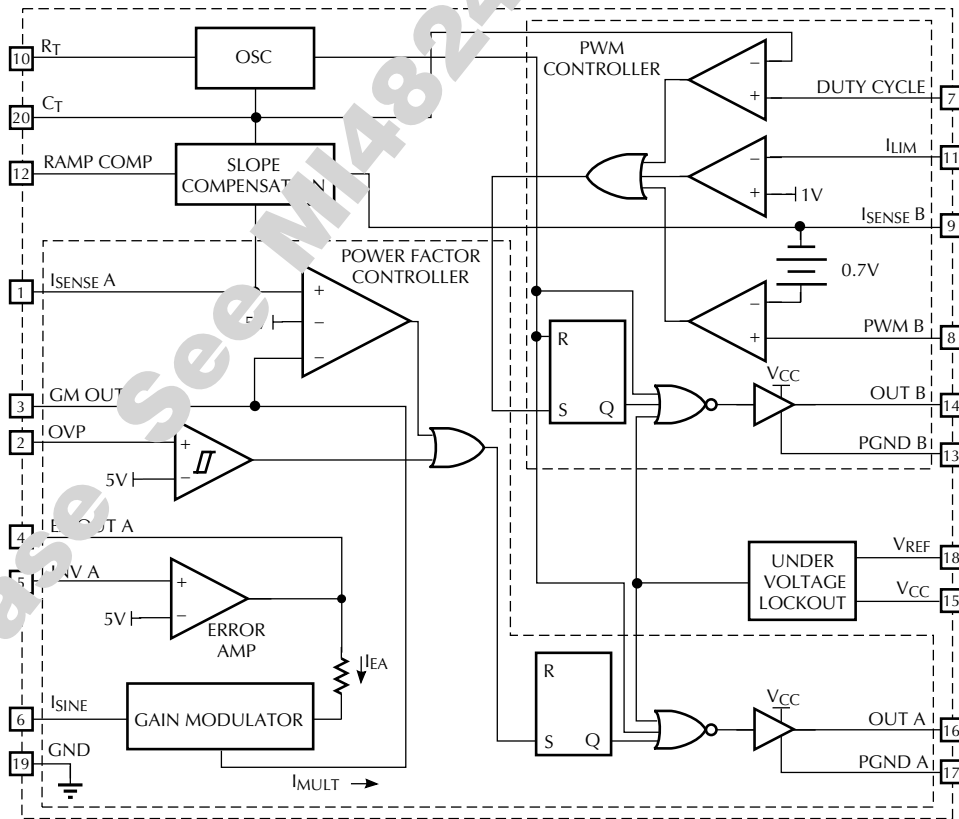 10 RT
OSC
20 CT
12 RAMP COMP
SLOPE
COMPENSATION
PWM
CONTROLLER
−
+
DUTY CYCLE 7
−
+
1V
ILIM 11
ISENSE B 9
0.7V
−
+
PWM B 8
R
S Q
VCC
OUT B 14
PGND B 13
POWER FACTOR
CONTROLLER
1 ISENSE A
+
−
−
3 GM OUT
2 OVP
+
−
5V
4
OUT A
5 INV A
+
−
5V
ERROR
AMP
IEA
6 ISINE
GAIN MODULATOR
19 GND
IMULT
UNDER
VOLTAGE
LOCKOUT
VREF 18
VCC 15
R
S Q
VCC
OUT A 16
PGND A 17
See Ml4824